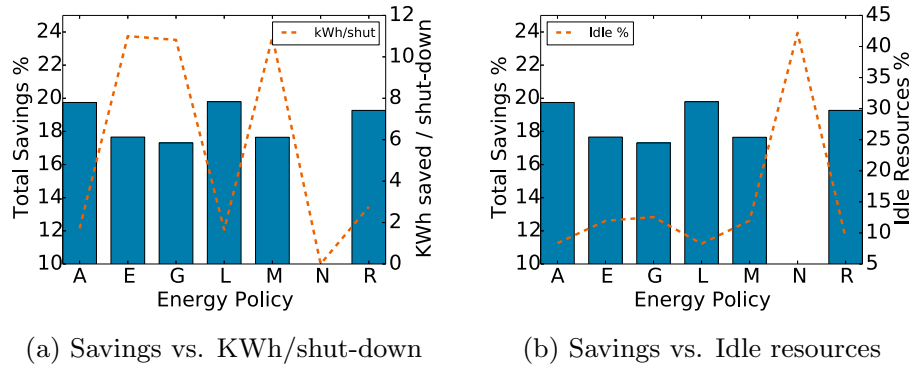 24
22
20
18
16
14
12
10
Total Savings %
12
10
8
6
4
2
0
KWh saved / shut-down
kWh/shut
A E G L M N R
Energy Policy
(a) Savings vs. KWh/shut-down
24
22
20
18
16
14
12
10
Total Savings %
45
40
35
30
25
20
15
10
5
Idle Resources %
Idle %
A E G L M N R
Energy Policy
(b) Savings vs. Idle resources